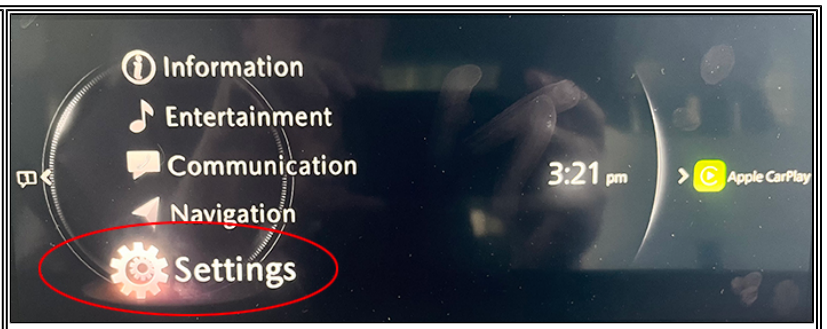 Information
Entertainment
Communication
Navigation
Settings
3:21 pm
Apple CarPlay